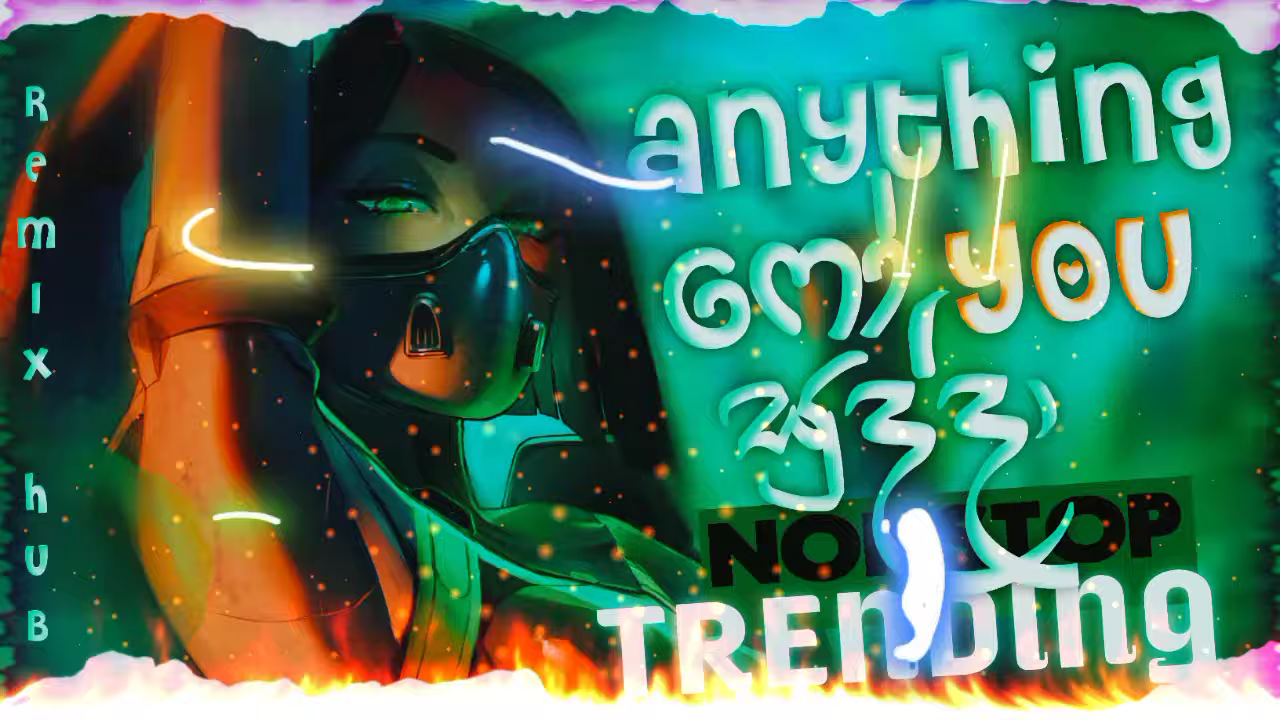 RemIx huB
anything
නෝ you
සුද්දා
NONSTOP
TREnDIng